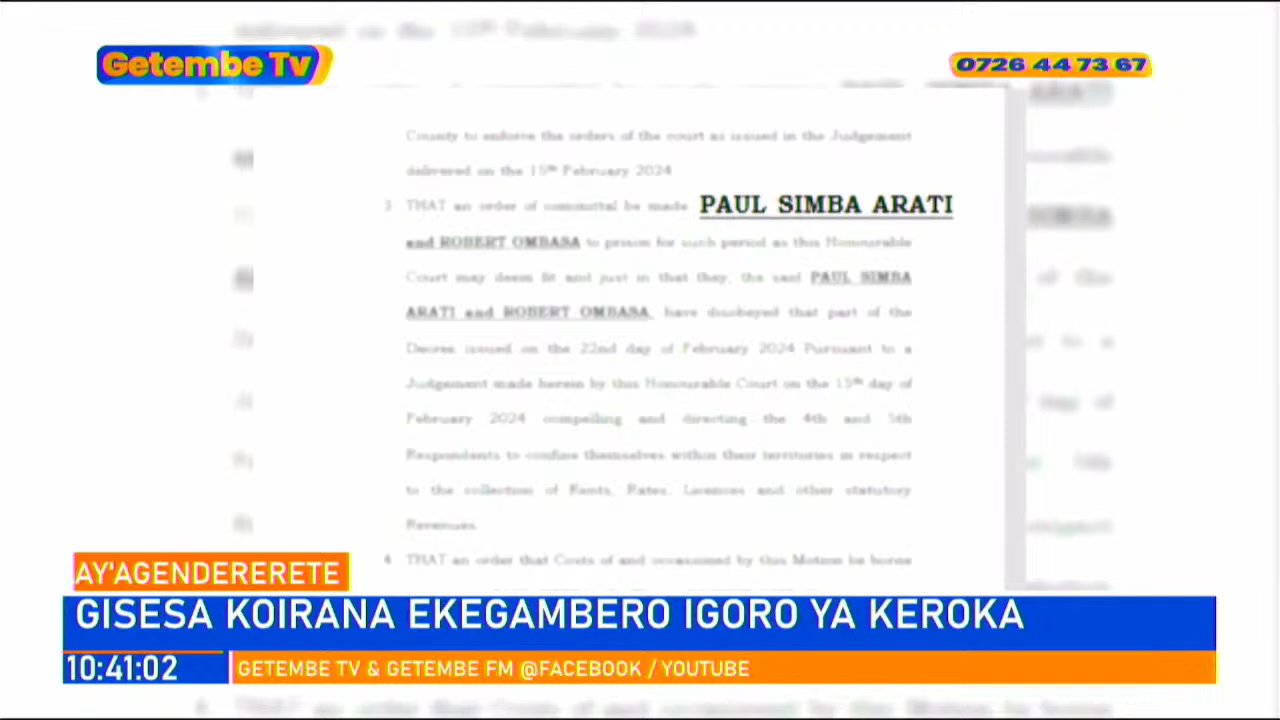 Getembe Tv
0726 44 73 67
County to enforce the orders of the court as issued in the Judgement
delivered on the 15th February 2024
3 THAT an order of committal be made PAUL SIMBA ARATI
and ROBERT OMBASA to prison for such period as this Honourable
Court may deem fit and just in that they, the said PAUL SIMBA
ARATI and ROBERT OMBASA, have disobeyed that part of the
Decree issued on the 22nd day of February 2024 Pursuant to a
Judgement made herein by this Honourable Court on the 15th day of
February 2024 compelling and directing the 4th and 5th
Respondents to confine themselves within their territories in respect
to the collection of Rents, Rates, Licences and other statutory
Revenues.
4 THAT an order that Costs of and occasioned by this Motion be borne
AY'AGENDERERETE
GISESA KOIRANA EKEGAMBERO IGORO YA KEROKA
10:41:02
GETEMBE TV & GETEMBE FM @FACEBOOK / YOUTUBE